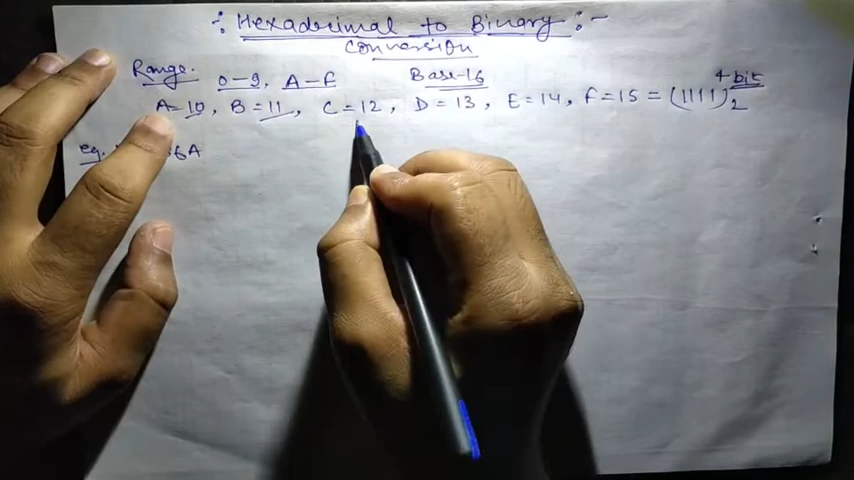 :- Hexadecimal to Binary :-
Conversion
Range. 0-9, A-F Base-16 4 bit
A=10, B=11, C=12, D=13, E=14, F=15 = (1111)2
eg. 6A